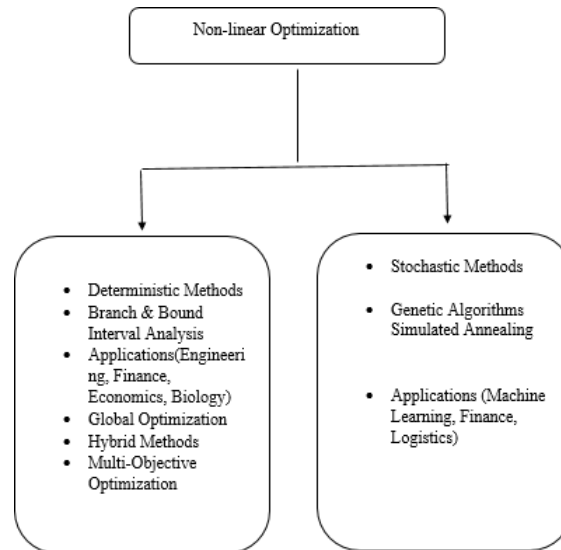 Non-linear Optimization
• Deterministic Methods
• Branch & Bound
Interval Analysis
• Applications(Engineeri
ng, Finance,
Economics, Biology)
• Global Optimization
• Hybrid Methods
• Multi-Objective
Optimization
• Stochastic Methods
• Genetic Algorithms
Simulated Annealing
• Applications (Machine
Learning, Finance,
Logistics)